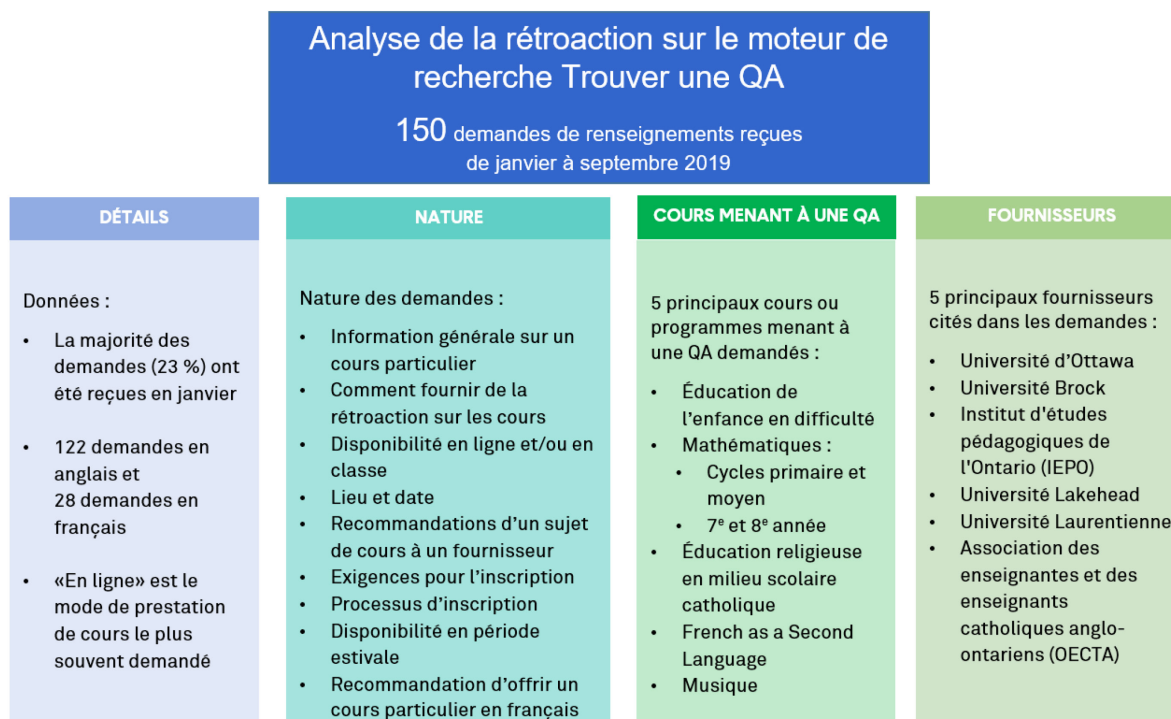 Analyse de la rétroaction sur le moteur de
recherche Trouver une QA
150 demandes de renseignements reçues
de janvier à septembre 2019
DÉTAILS
Données :
• La majorité des
demandes (23 %) ont
été reçues en janvier
• 122 demandes en
anglais et
28 demandes en
français
• «En ligne» est le
mode de prestation
de cours le plus
souvent demandé
NATURE
Nature des demandes :
• Information générale sur un
cours particulier
• Comment fournir de la
rétroaction sur les cours
• Disponibilité en ligne et/ou en
classe
• Lieu et date
• Recommandations d'un sujet
de cours à un fournisseur
• Exigences pour l'inscription
• Processus d'inscription
• Disponibilité en période
estivale
• Recommandation d'offrir un
cours particulier en français
COURS MENANT À UNE QA
5 principaux cours ou
programmes menant à
une QA demandés :
• Éducation de
l'enfance en difficulté
• Mathématiques :
• Cycles primaire et
moyen
• 7e et 8e année
• Éducation religieuse
en milieu scolaire
catholique
• French as a Second
Language
• Musique
FOURNISSEURS
5 principaux fournisseurs
cités dans les demandes :
• Université d'Ottawa
• Université Brock
• Institut d'études
pédagogiques de
l'Ontario (IEPO)
• Université Lakehead
• Université Laurentienne
• Association des
enseignantes et des
enseignants
catholiques anglo-
ontariens (OECTA)